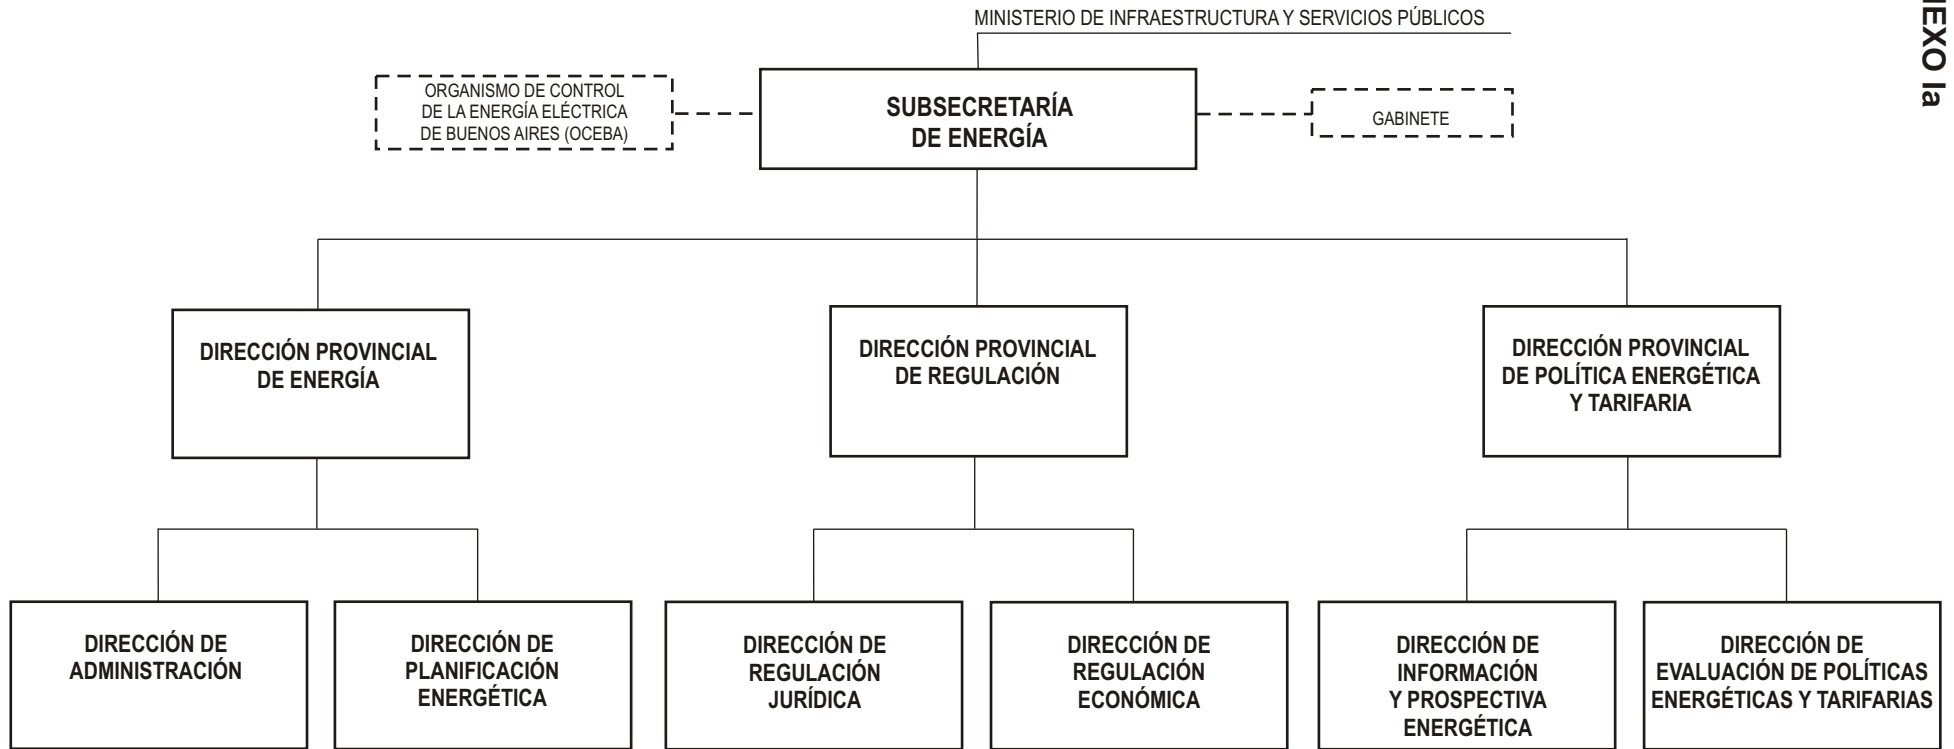 MINISTERIO DE INFRAESTRUCTURA Y SERVICIOS PÚBLICOS
ORGANISMO DE CONTROL
DE LA ENERGÍA ELÉCTRICA
DE BUENOS AIRES (OCEBA)
SUBSECRETARÍA
DE ENERGÍA
GABINETE
DIRECCIÓN PROVINCIAL
DE ENERGÍA
DIRECCIÓN PROVINCIAL
DE REGULACIÓN
DIRECCIÓN PROVINCIAL
DE POLÍTICA ENERGÉTICA
Y TARIFARIA
DIRECCIÓN DE
ADMINISTRACIÓN
DIRECCIÓN DE
PLANIFICACIÓN
ENERGÉTICA
DIRECCIÓN DE
REGULACIÓN
JURÍDICA
DIRECCIÓN DE
REGULACIÓN
ECONÓMICA
DIRECCIÓN DE
INFORMACIÓN
Y PROSPECTIVA
ENERGÉTICA
DIRECCIÓN DE
EVALUACIÓN DE POLÍTICAS
ENERGÉTICAS Y TARIFARIAS
Ia